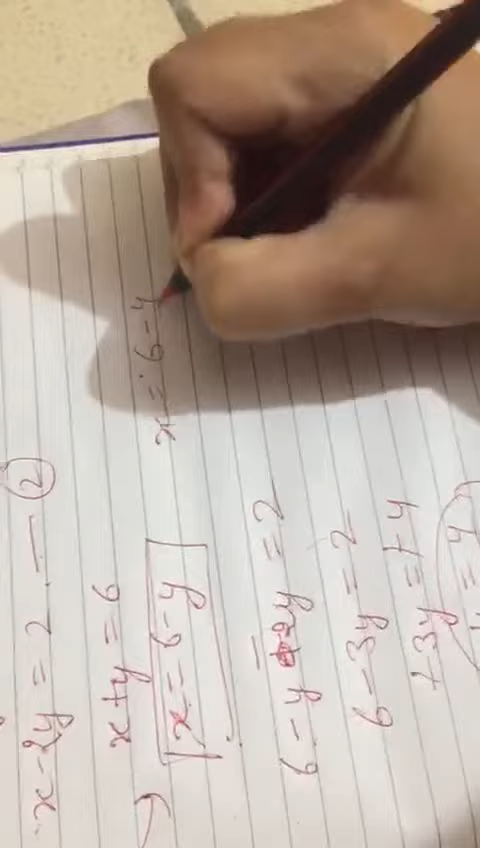 x-2y = 2 — ②
x+y = 6
x = 6-y
6-y-2y = 2
6-3y = 2
+3y = +4
x = 6-y